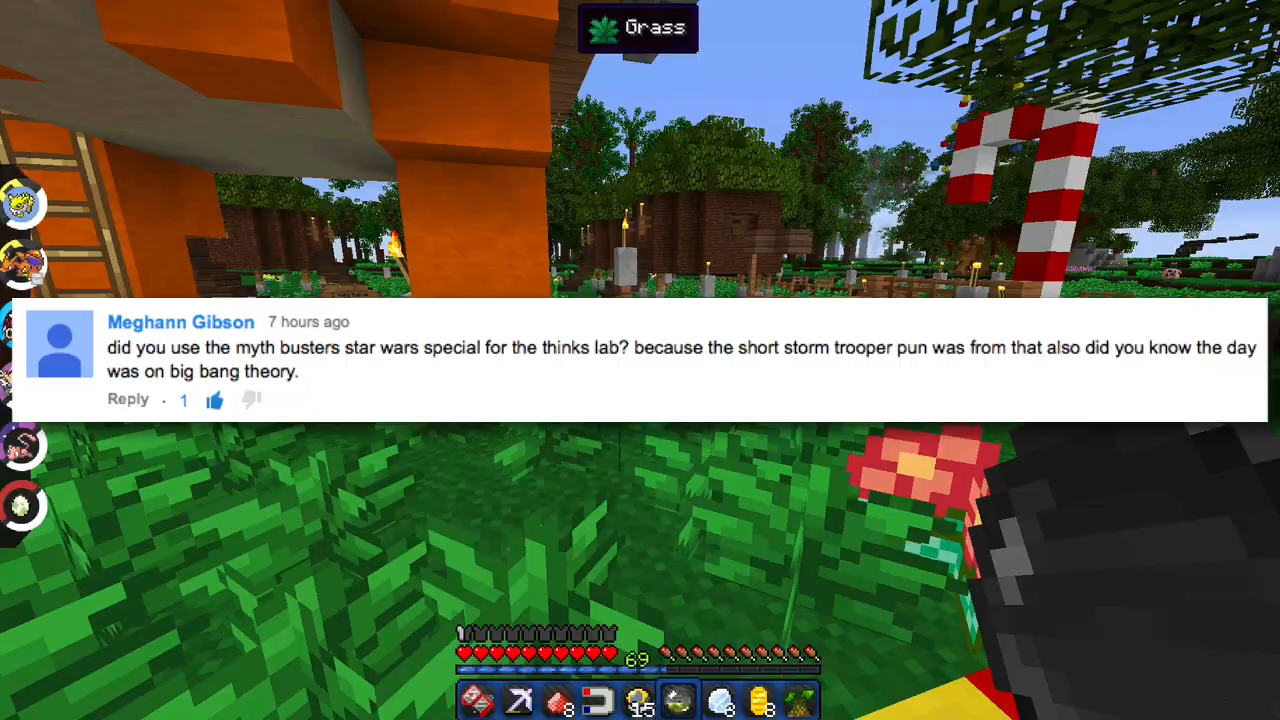 Grass
Meghann Gibson 7 hours ago
did you use the myth busters star wars special for the thinks lab? because the short storm trooper pun was from that also did you know the day
was on big bang theory.
Reply · 1
69
8 15 8 8